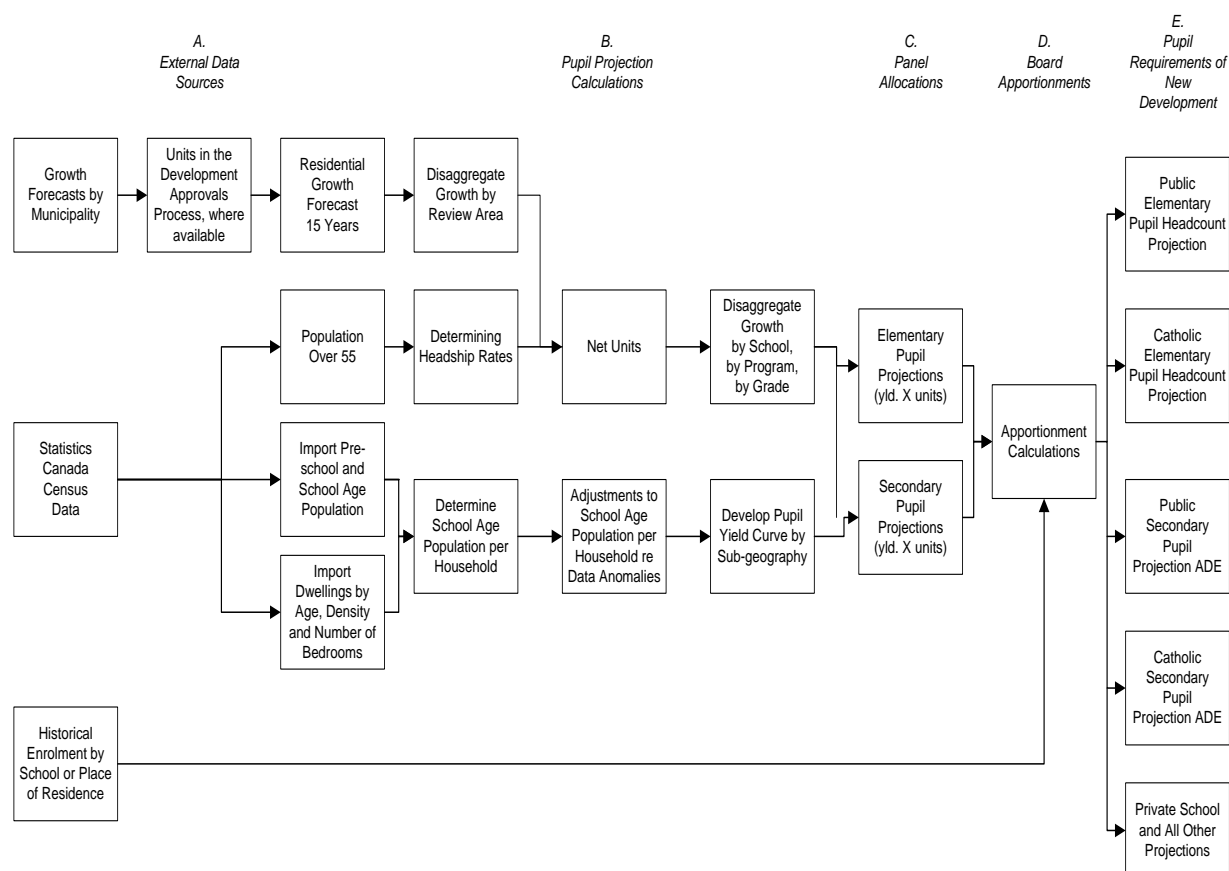 A.
External Data
Sources
B.
Pupil Projection
Calculations
C.
Panel
Allocations
D.
Board
Apportionments
E.
Pupil
Requirements of
New
Development
Growth
Forecasts by
Municipality
Units in the
Development
Approvals
Process, where
available
Residential
Growth
Forecast
15 Years
Disaggregate
Growth by
Review Area
Public
Elementary
Pupil Headcount
Projection
Population
Over 55
Determining
Headship Rates
Net Units
Disaggregate
Growth
by School,
by Program,
by Grade
Elementary
Pupil
Projections
(yld. X units)
Catholic
Elementary
Pupil Headcount
Projection
Statistics
Canada
Census
Data
Import Pre-
school and
School Age
Population
Apportionment
Calculations
Determine
School Age
Population per
Household
Adjustments to
School Age
Population per
Household re
Data Anomalies
Develop Pupil
Yield Curve by
Sub-geography
Secondary
Pupil
Projections
(yld. X units)
Public
Secondary
Pupil
Projection ADE
Import
Dwellings by
Age, Density
and Number of
Bedrooms
Catholic
Secondary
Pupil
Projection ADE
Historical
Enrolment by
School or Place
of Residence
Private School
and All Other
Projections